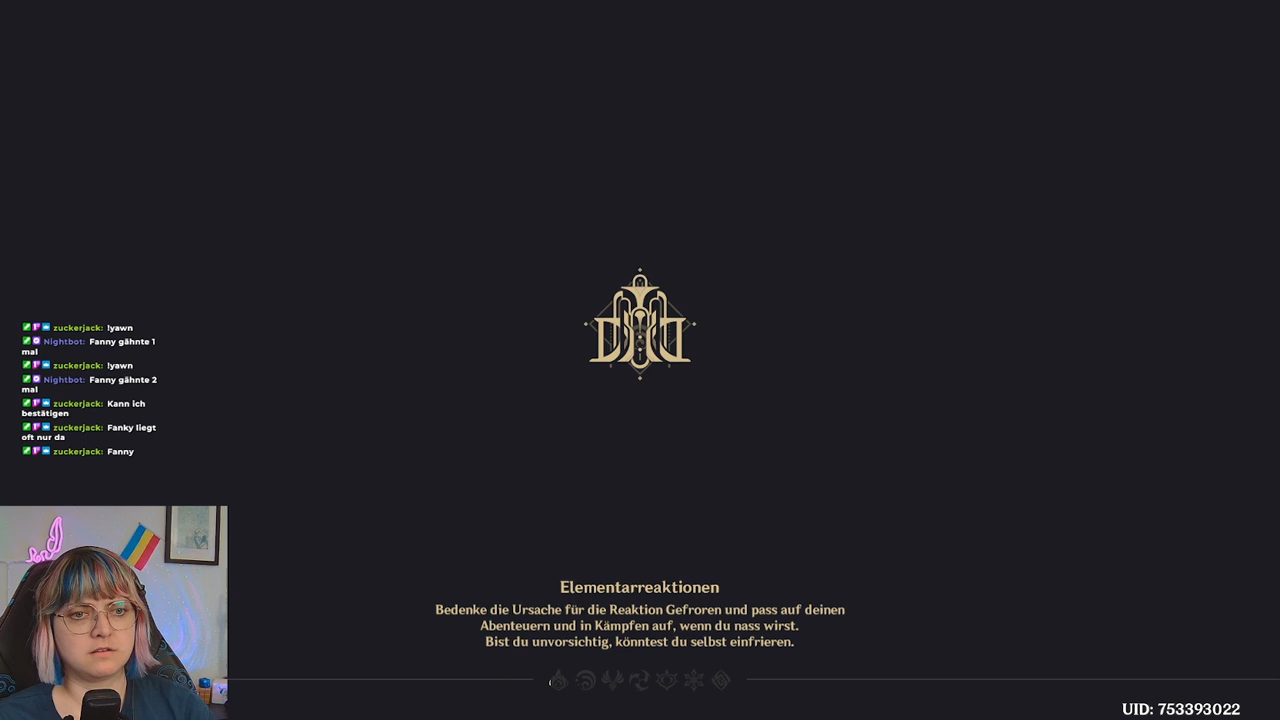 zuckerjack: !yawn
Nightbot: Fanny gähnte 1
mal
zuckerjack: !yawn
Nightbot: Fanny gähnte 2
mal
zuckerjack: Kann ich
bestätigen
zuckerjack: Fanky liegt
oft nur da
zuckerjack: Fanny
Elementarreaktionen
Bedenke die Ursache für die Reaktion Gefroren und pass auf deinen
Abenteuern und in Kämpfen auf, wenn du nass wirst.
Bist du unvorsichtig, könntest du selbst einfrieren.
UID: 753393022